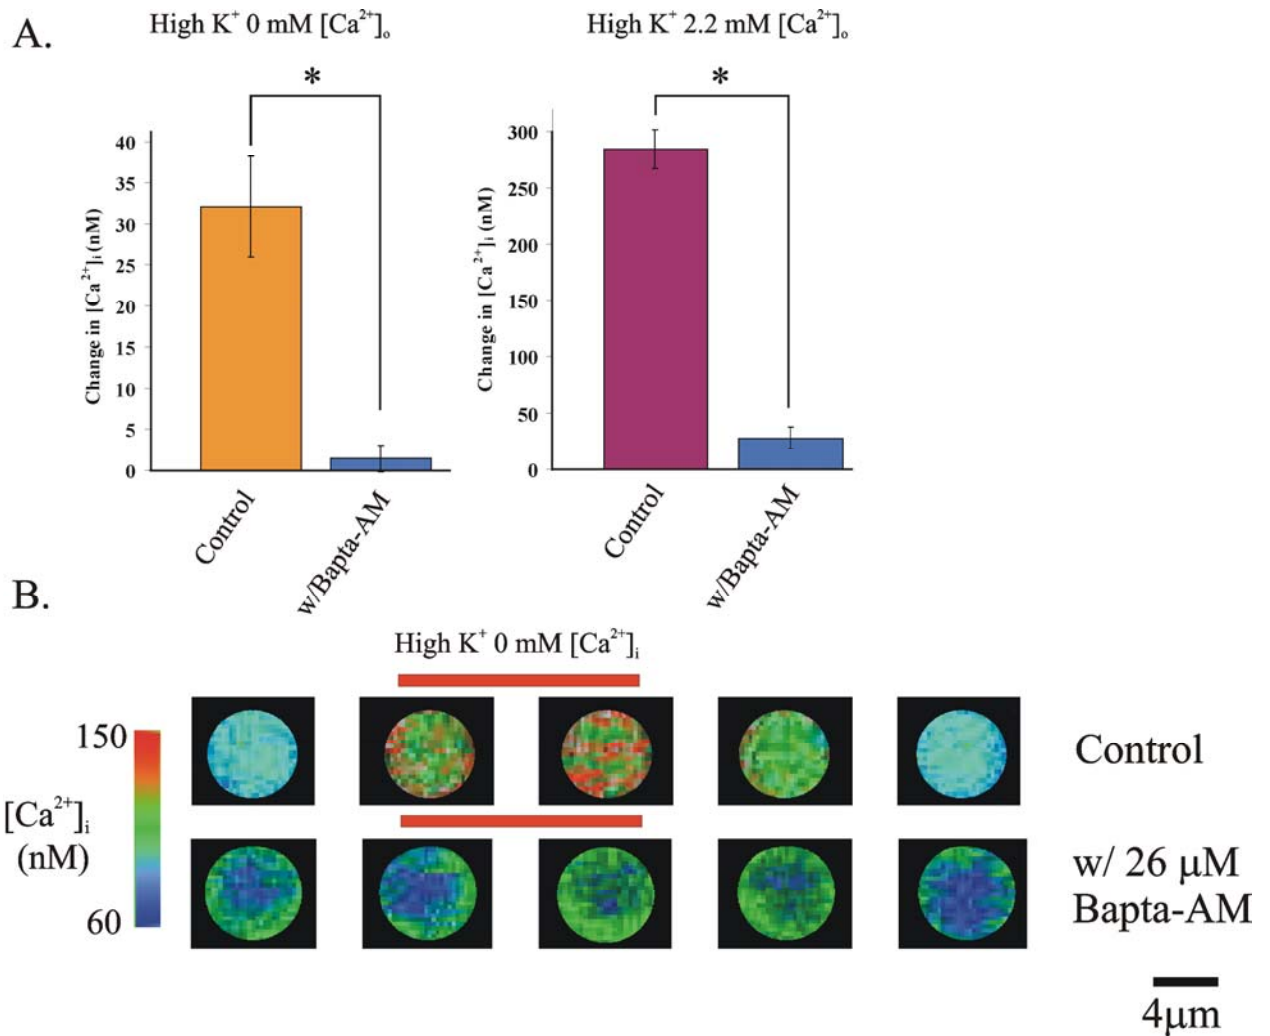 A.
High K⁺ 0 mM [Ca²⁺]ₒ
*
Change in [Ca²⁺]ᵢ (nM)
40
35
30
25
20
15
10
5
0
Control
w/Bapta-AM
High K⁺ 2.2 mM [Ca²⁺]ₒ
*
Change in [Ca²⁺]ᵢ (nM)
300
250
200
150
100
50
0
Control
w/Bapta-AM
B.
High K⁺ 0 mM [Ca²⁺]ᵢ
150
[Ca²⁺]ᵢ
(nM)
60
Control
w/ 26 μM
Bapta-AM
4μm